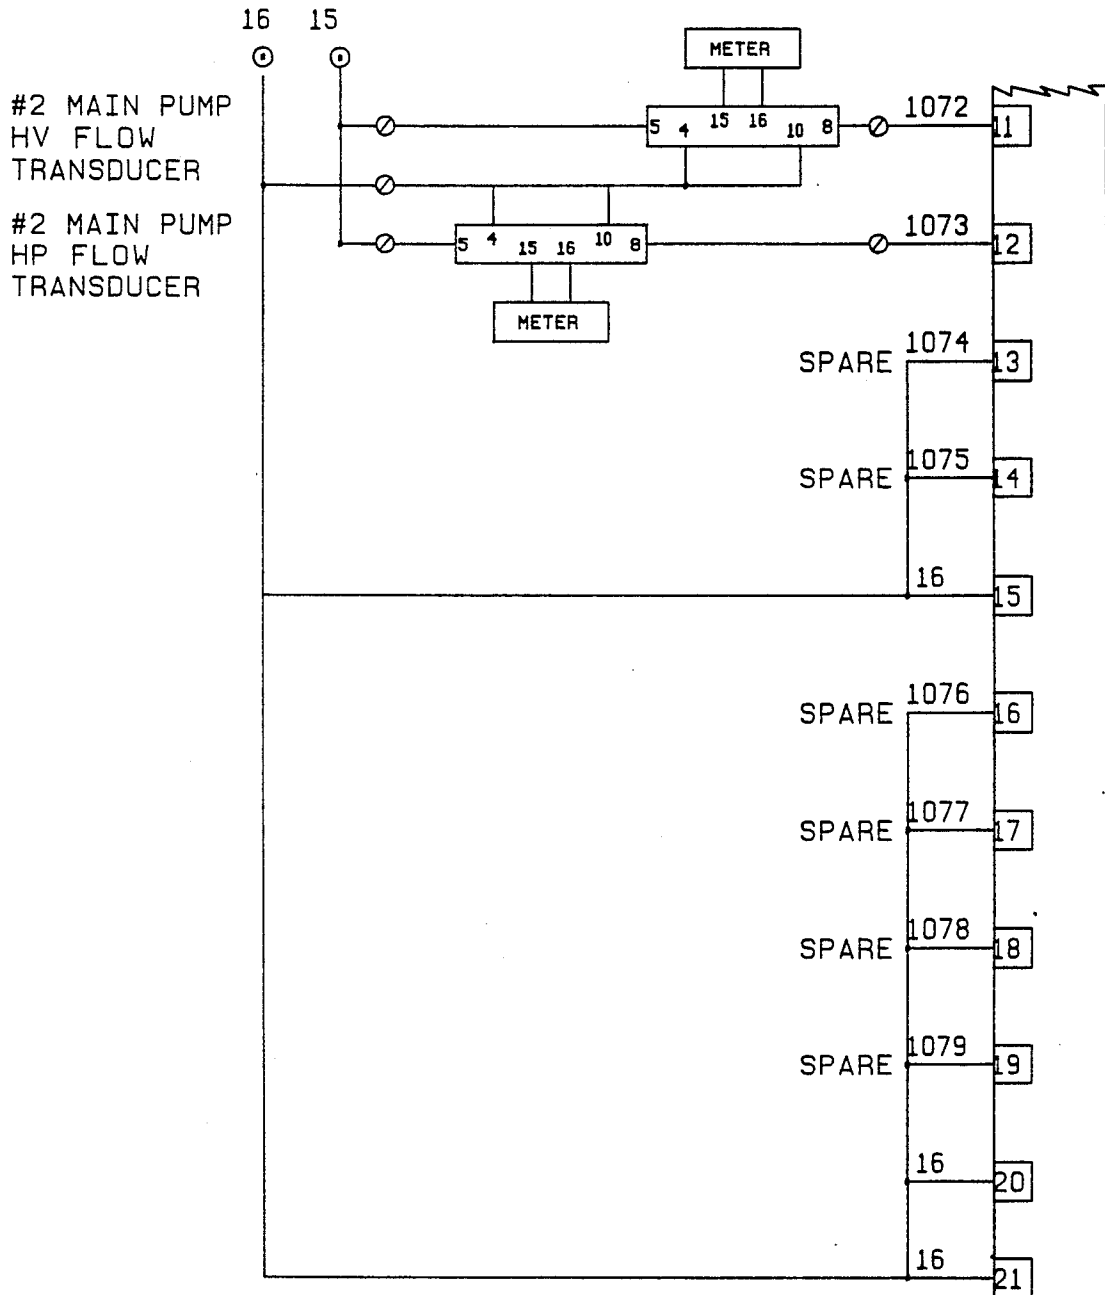 16 15
METER
#2 MAIN PUMP
HV FLOW
TRANSDUCER
5 4 15 16 10 8
1072
11
#2 MAIN PUMP
HP FLOW
TRANSDUCER
5 4 15 16 10 8
1073
12
METER
SPARE 1074
13
SPARE 1075
14
16
15
SPARE 1076
16
SPARE 1077
17
SPARE 1078
18
SPARE 1079
19
16
20
16
21